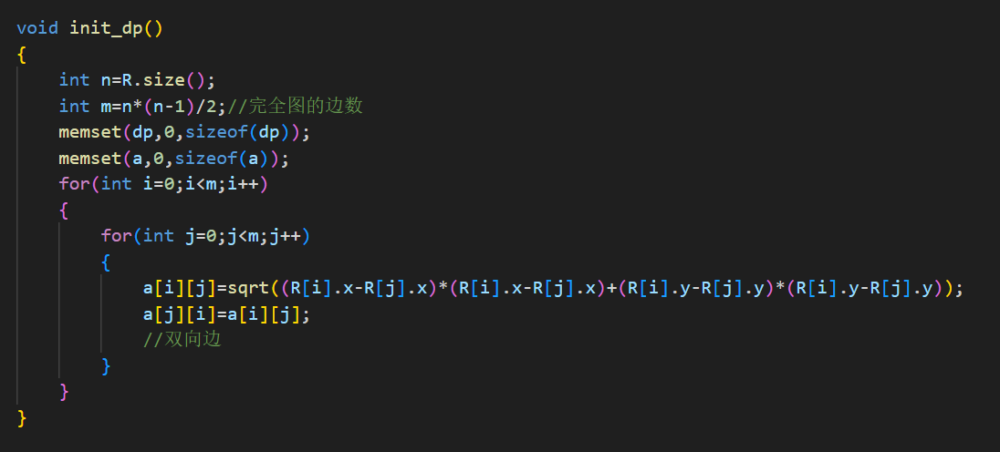 void init_dp()
{
    int n=R.size();
    int m=n*(n-1)/2;//完全图的边数
    memset(dp,0,sizeof(dp));
    memset(a,0,sizeof(a));
    for(int i=0;i<m;i++)
    {
        for(int j=0;j<m;j++)
        {
            a[i][j]=sqrt((R[i].x-R[j].x)*(R[i].x-R[j].x)+(R[i].y-R[j].y)*(R[i].y-R[j].y));
            a[j][i]=a[i][j];
            //双向边
        }
    }
}